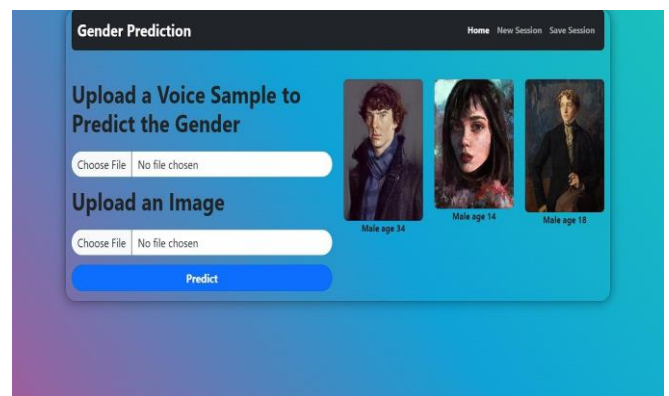 Gender Prediction
Home New Session Save Session
Upload a Voice Sample to
Predict the Gender
Choose File No file chosen
Upload an Image
Choose File No file chosen
Predict
Male age 34
Male age 14
Male age 18